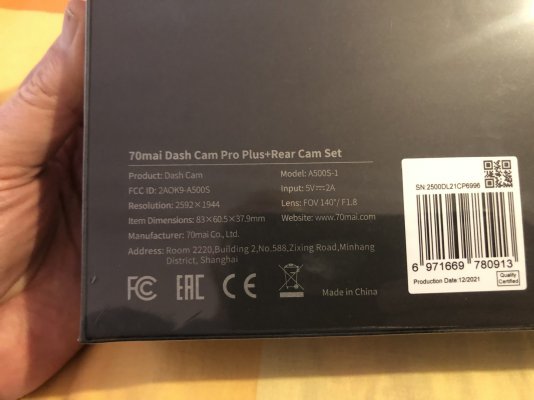 70mai Dash Cam Pro Plus+Rear Cam Set
Product: Dash Cam Model: A500S-1
FCC ID: 2AOK9-A500S Input: 5V⎓2A
Resolution: 2592×1944 Lens: FOV 140°/ F1.8
Item Dimensions: 83×60.5×37.9mm Website: www.70mai.com
Manufacturer: 70mai Co., Ltd.
Address: Room 2220,Building 2,No.588,Zixing Road,Minhang
District, Shanghai
FC EAC CE Made in China
SN:2500DL21CP6996
6 971669 780913
Production Date:12/2021
Quality
Certified